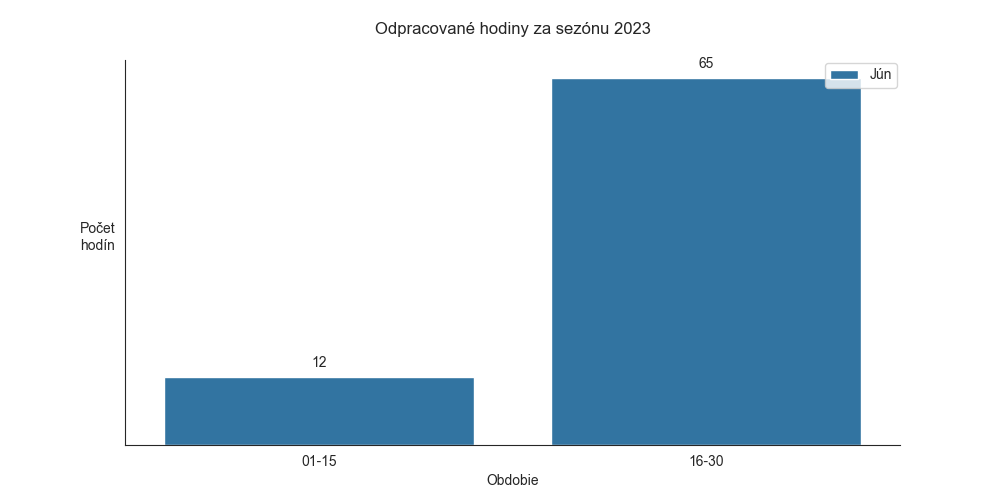 Odpracované hodiny za sezónu 2023
65
Jún
Počet
hodín
12
01-15
16-30
Obdobie